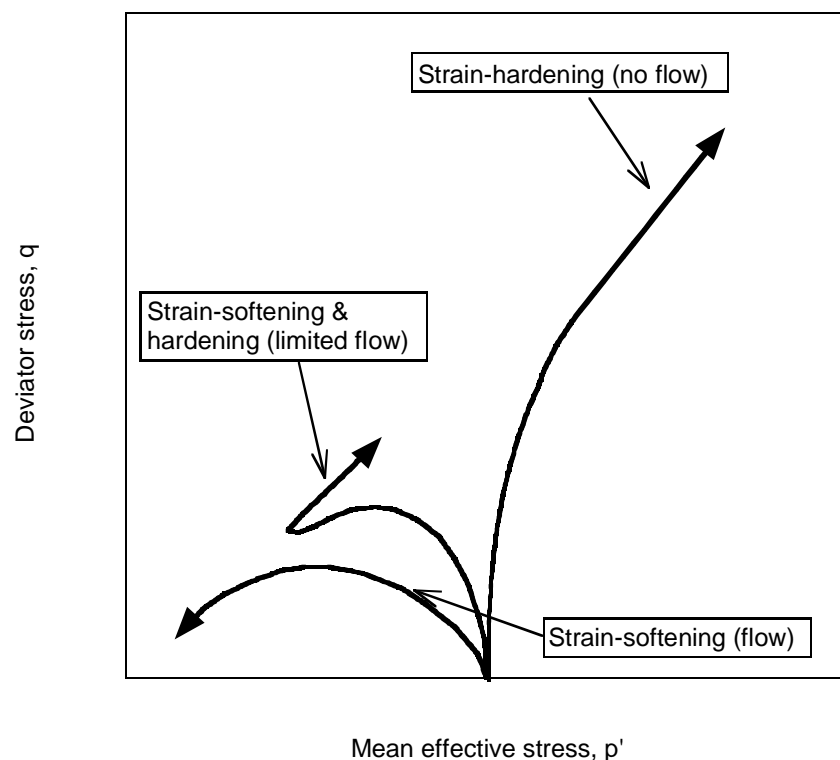 Strain-hardening (no flow)
Deviator stress, q
Strain-softening &
hardening (limited flow)
Strain-softening (flow)
Mean effective stress, p'